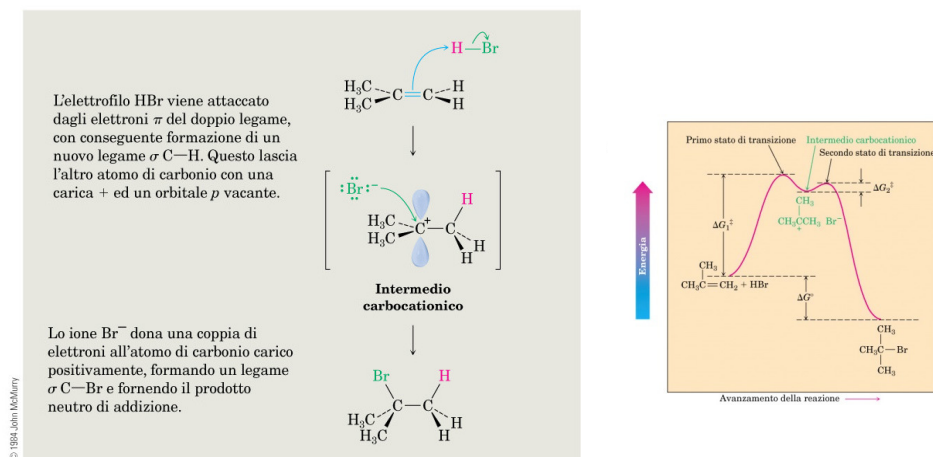 H—Br
H₃C
H₃C
C=C
H
H
L'elettrofilo HBr viene attaccato
dagli elettroni π del doppio legame,
con conseguente formazione di un
nuovo legame σ C—H. Questo lascia
l'altro atomo di carbonio con una
carica + ed un orbitale p vacante.
:Br:⁻
H
H₃C
H₃C
C⁺—C
H
H
Intermedio
carbocationico
Lo ione Br⁻ dona una coppia di
elettroni all'atomo di carbonio carico
positivamente, formando un legame
σ C—Br e fornendo il prodotto
neutro di addizione.
Br
H
C—C
H₃C
H₃C
H
H
© 1984 John McMurry
Primo stato di transizione
Intermedio carbocationico
Secondo stato di transizione
ΔG₂‡
CH₃
CH₃CCH₃ Br⁻
+
ΔG₁‡
Energia
CH₃
CH₃C=CH₂ + HBr
ΔG°
CH₃
CH₃C—Br
CH₃
Avanzamento della reazione